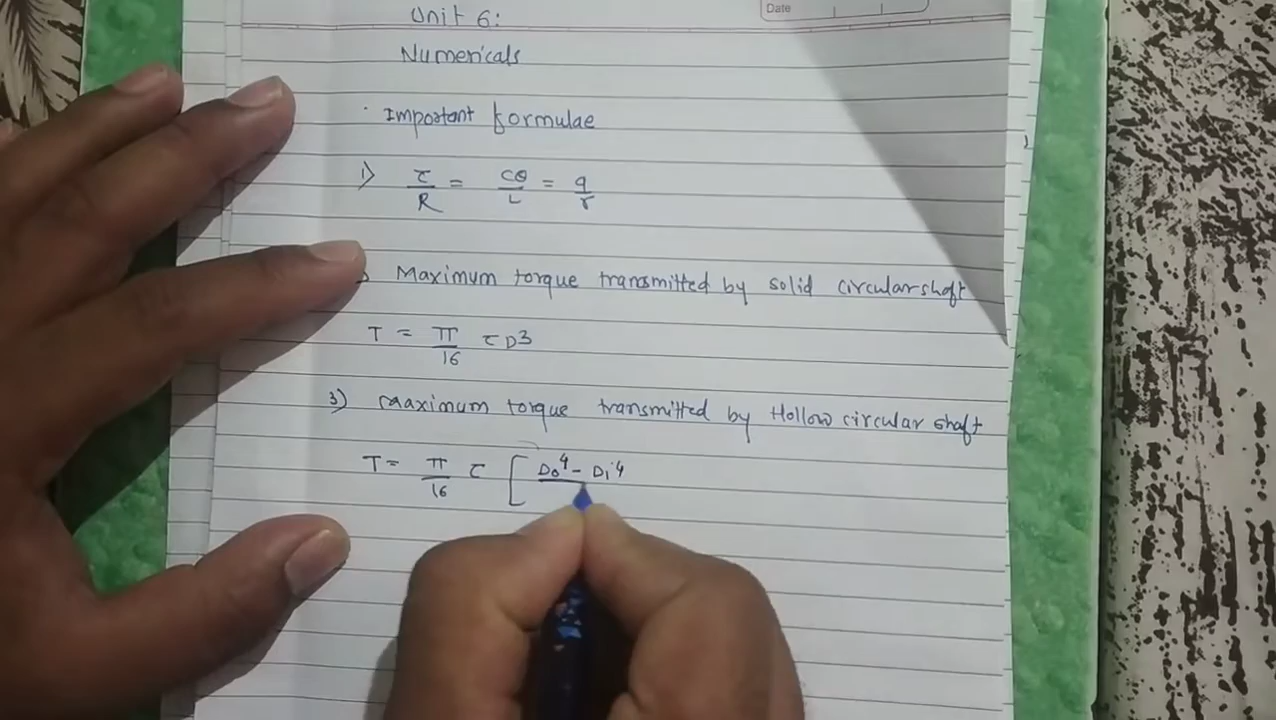 Date
Unit 6:
Numericals
Important formulae
1) τ/R = Cθ/L = q/r
Maximum torque transmitted by solid circular shaft
T = π/16 τ D³
3) Maximum torque transmitted by Hollow circular shaft
T = π/16 τ [ Do⁴ - Di⁴